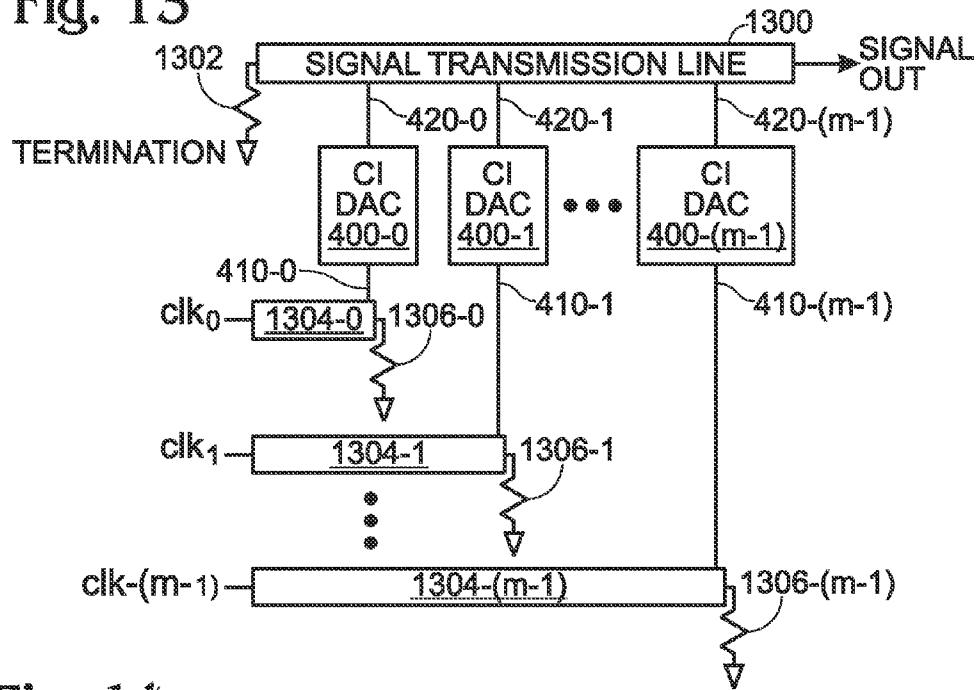 Fig. 13
1300
1302
SIGNAL TRANSMISSION LINE
SIGNAL
OUT
420-0
420-1
420-(m-1)
TERMINATION
CI
DAC
400-0
CI
DAC
400-1
CI
DAC
400-(m-1)
410-0
410-1
410-(m-1)
clk0
1304-0
1306-0
clk1
1304-1
1306-1
clk-(m-1)
1304-(m-1)
1306-(m-1)